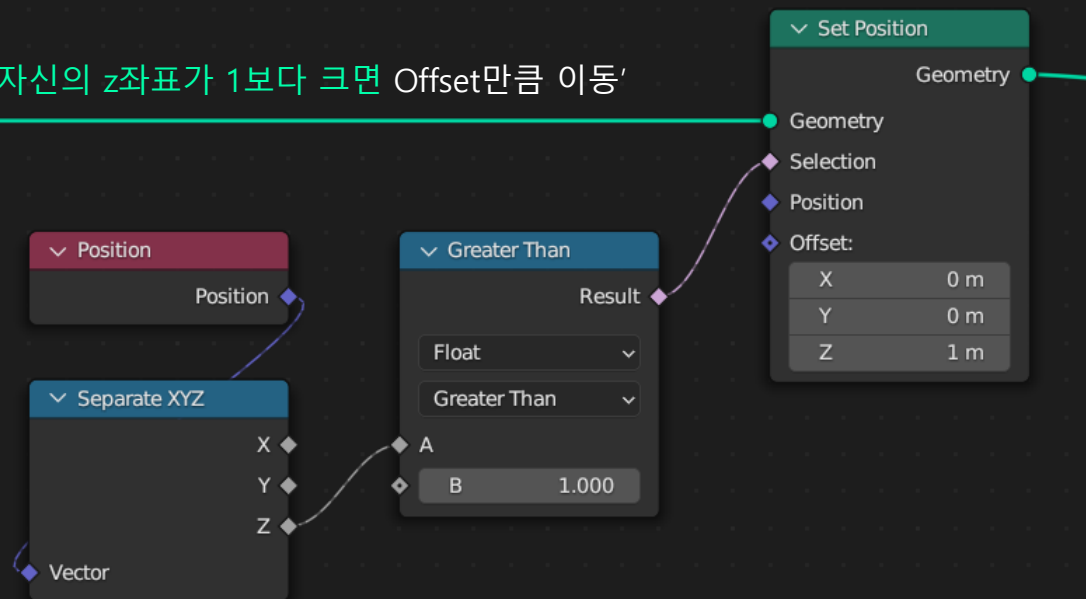 자신의 z좌표가 1보다 크면 Offset만큼 이동’
Set Position
Geometry
Geometry
Selection
Position
Offset:
X 0 m
Y 0 m
Z 1 m
Position
Position
Separate XYZ
X
Y
Z
Vector
Greater Than
Result
Float
Greater Than
A
B 1.000